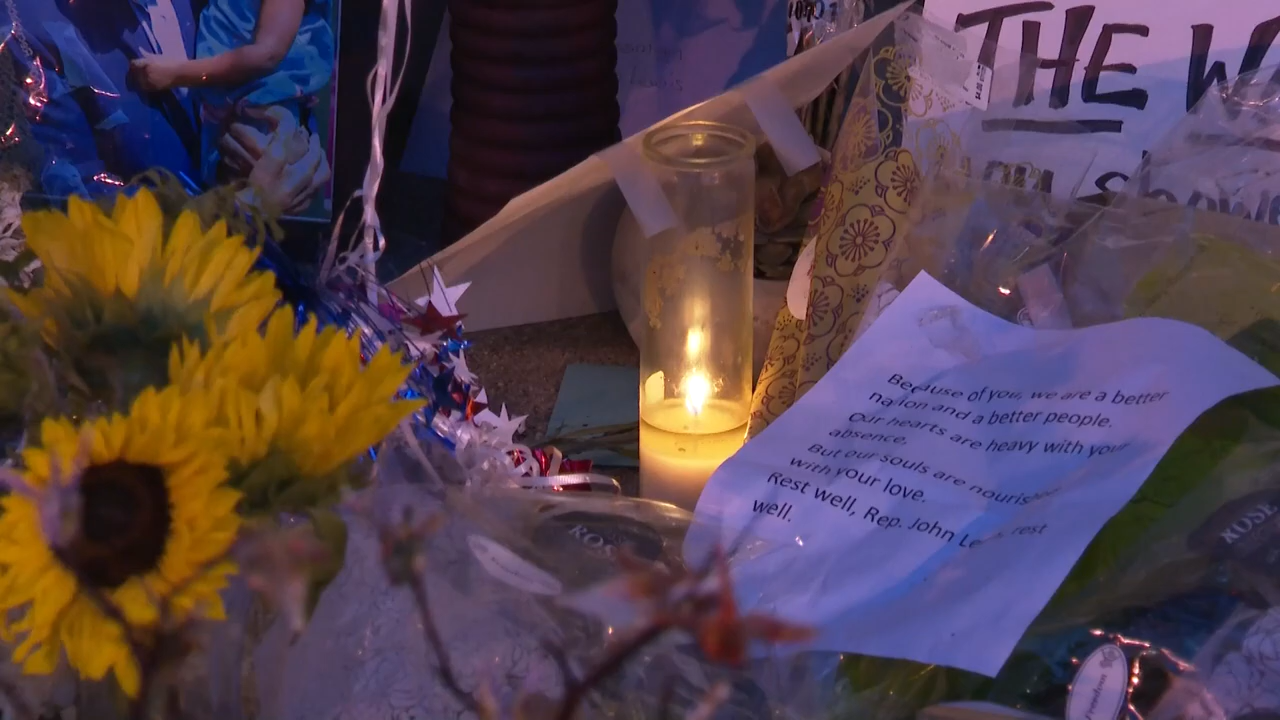 THE W
Because of you, we are a better
nation and a better people.
Our hearts are heavy with your
absence.
But our souls are nourish
with your love.
Rest well, Rep. John Le rest
well.
ROSE